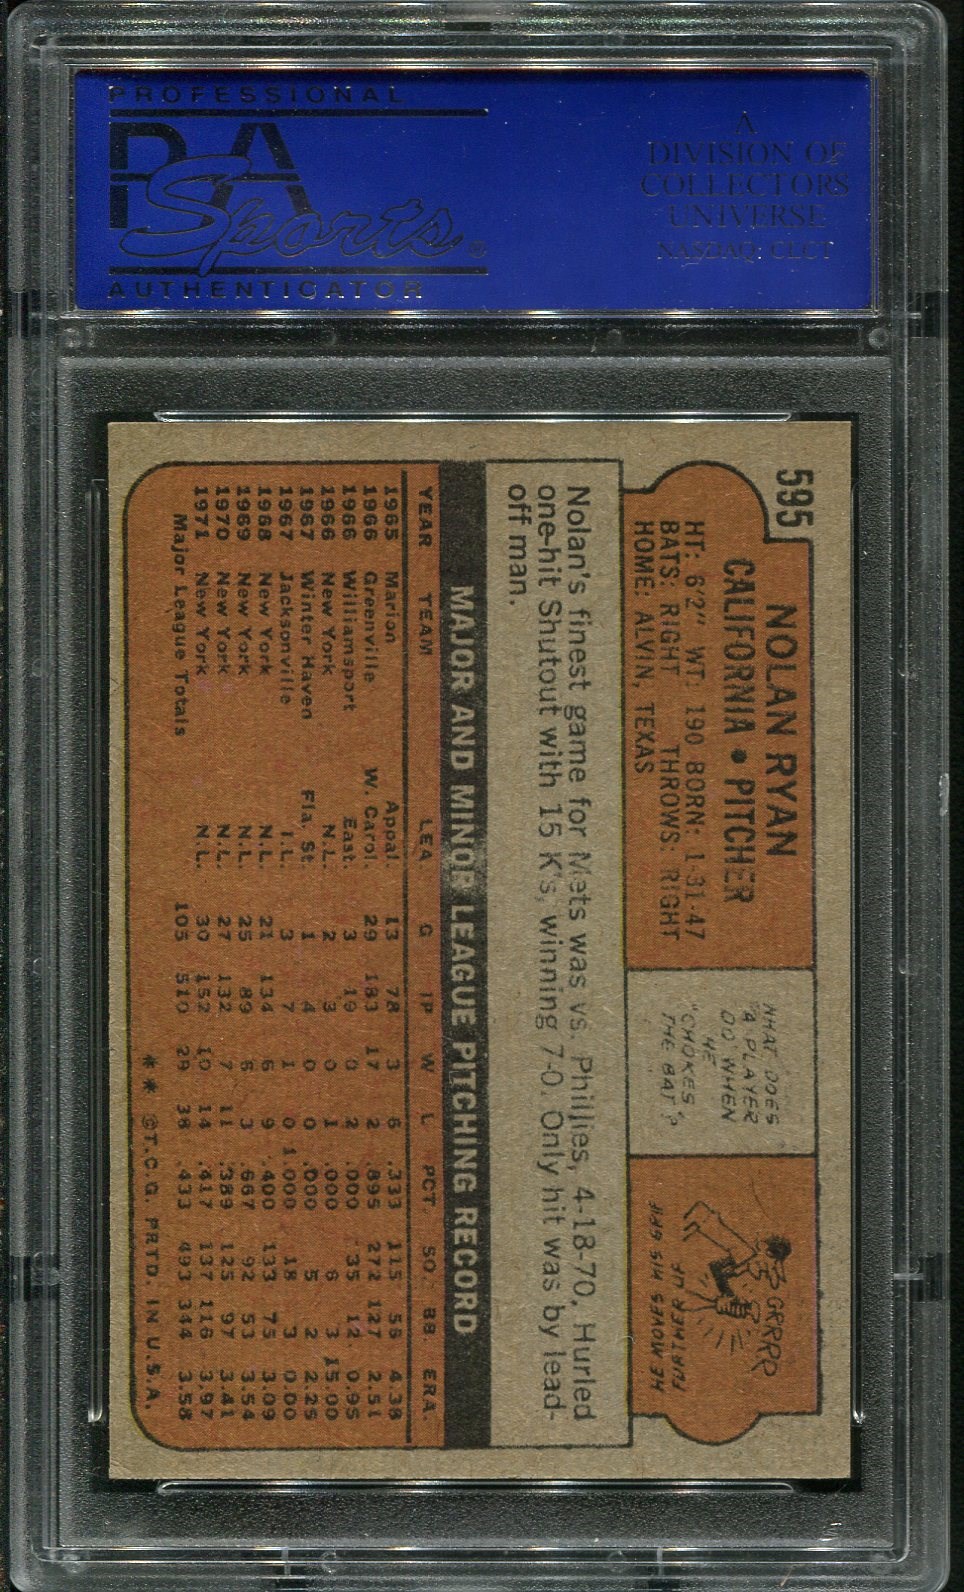 PROFESSIONAL
PSA
Sports®
AUTHENTICATOR
A
DIVISION OF
COLLECTORS
UNIVERSE
NASDAQ: CLCT
595
NOLAN RYAN
CALIFORNIA • PITCHER
HT: 6'2" WT: 190 BORN: 1-31-47
BATS: RIGHT THROWS: RIGHT
HOME: ALVIN, TEXAS
WHAT DOES
A PLAYER
DO WHEN
HE
"CHOKES"
THE BAT?
GRRRR
HE MOVES HIS GRIP
FURTHER UP
Nolan's finest game for Mets was vs. Phillies, 4-18-70. Hurled
one-hit Shutout with 15 K's, winning 7-0. Only hit was by lead-
off man.
MAJOR AND MINOR LEAGUE PITCHING RECORD
YEAR TEAM LEA. G IP W L PCT. SO. BB. ERA.
1965 Marion Appal. 13 78 3 6 .333 115 56 4.38
1966 Greenville W. Carol. 29 183 17 2 .895 272 127 2.51
1966 Williamsport East. 3 19 0 2 .000 35 12 0.95
1966 New York N.L. 2 3 0 1 .000 6 3 15.00
1967 Winter Haven Fla. St. 1 4 0 0 .000 5 2 2.25
1967 Jacksonville I.L. 3 7 1 0 1.000 18 3 0.00
1968 New York N.L. 21 134 6 9 .400 133 75 3.09
1969 New York N.L. 25 89 6 3 .667 92 53 3.54
1970 New York N.L. 27 132 7 11 .389 125 97 3.41
1971 New York N.L. 30 152 10 14 .417 137 116 3.97
Major League Totals 105 510 29 38 .433 493 344 3.58
** ©T.C.G. PRTD. IN U.S.A.